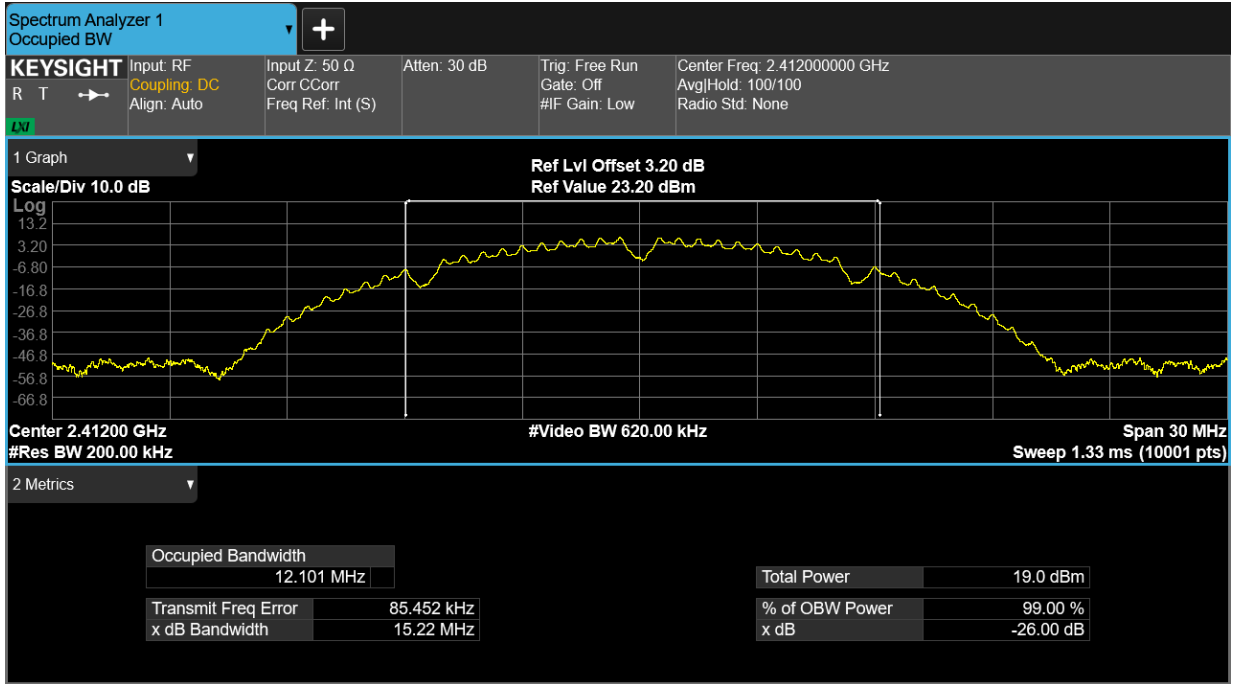 Spectrum Analyzer 1
Occupied BW
+
KEYSIGHT
R T
LXI
Input: RF
Coupling: DC
Align: Auto
Input Z: 50 Ω
Corr CCorr
Freq Ref: Int (S)
Atten: 30 dB
Trig: Free Run
Gate: Off
#IF Gain: Low
Center Freq: 2.412000000 GHz
Avg|Hold: 100/100
Radio Std: None
1 Graph
Scale/Div 10.0 dB
Ref Lvl Offset 3.20 dB
Ref Value 23.20 dBm
Log
13.2
3.20
-6.80
-16.8
-26.8
-36.8
-46.8
-56.8
-66.8
Center 2.41200 GHz
#Video BW 620.00 kHz
Span 30 MHz
#Res BW 200.00 kHz
Sweep 1.33 ms (10001 pts)
2 Metrics
Occupied Bandwidth
12.101 MHz
Total Power 19.0 dBm
Transmit Freq Error 85.452 kHz
% of OBW Power 99.00 %
x dB Bandwidth 15.22 MHz
x dB -26.00 dB